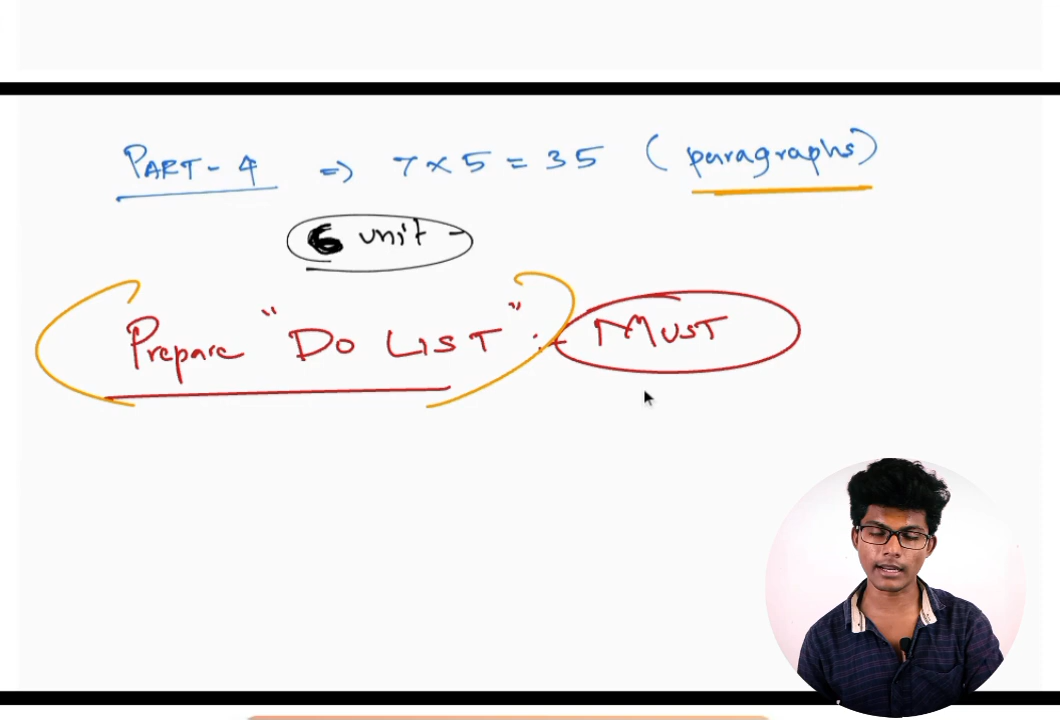 PART-4 => 7 × 5 = 35 (paragraphs)
6 unit
Prepare "DO LIST" :- MUST